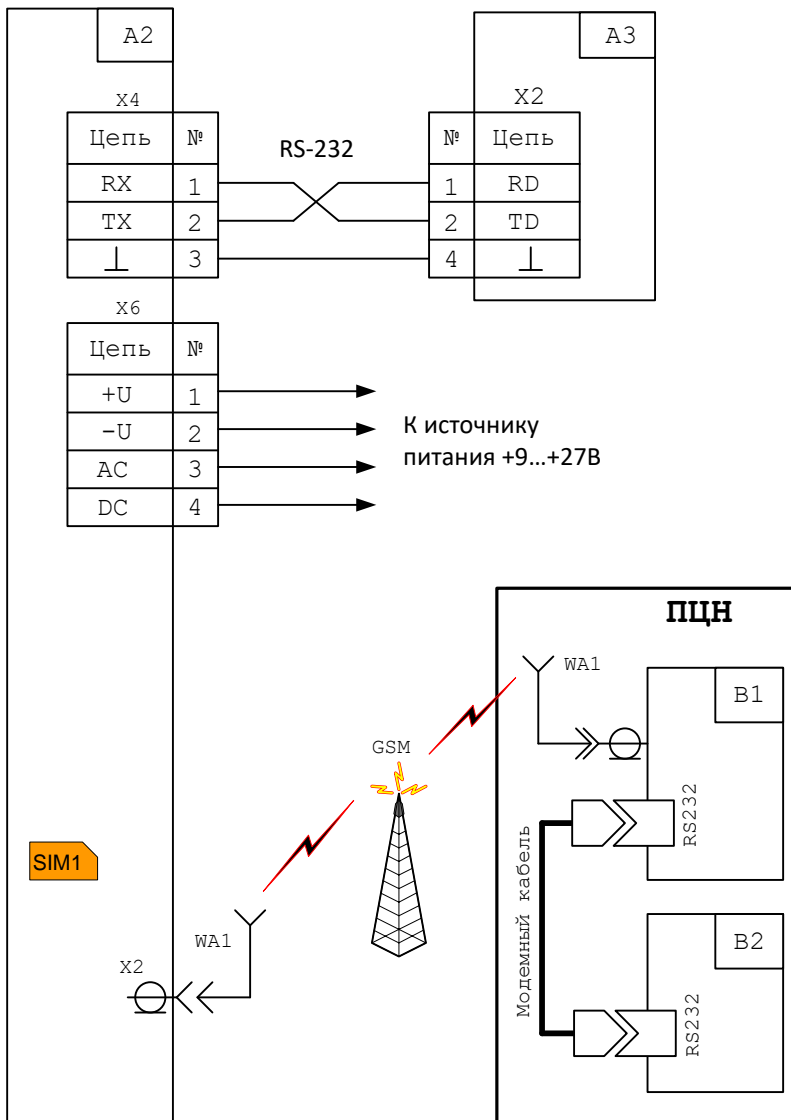 A2
A3
X4
X2
Цепь №
RS-232
№ Цепь
RX 1
1 RD
TX 2
2 TD
⊥ 3
4 ⊥
X6
Цепь №
+U 1
-U 2
AC 3
DC 4
К источнику
питания +9...+27В
ПЦН
WA1
B1
GSM
RS232
SIM1
Модемный кабель
WA1
B2
X2
RS232